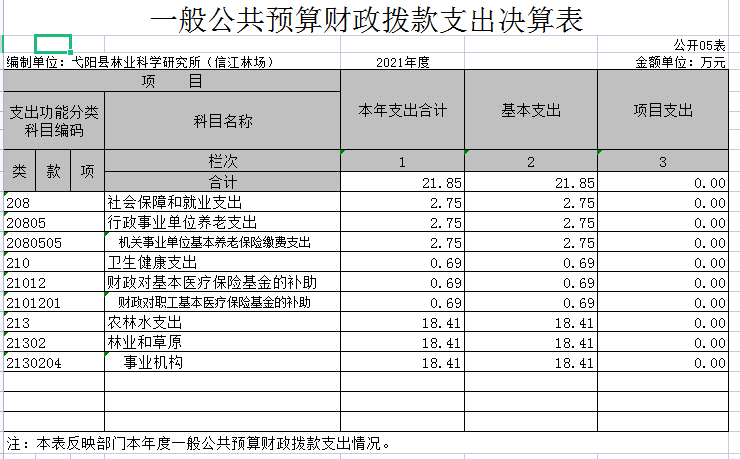 一般公共预算财政拨款支出决算表
公开05表
编制单位：弋阳县林业科学研究所（信江林场） 2021年度 金额单位：万元
项 目 本年支出合计 基本支出 项目支出
支出功能分类科目编码 科目名称
类 款 项 栏次 1 2 3
合计 21.85 21.85 0.00
208 社会保障和就业支出 2.75 2.75 0.00
20805 行政事业单位养老支出 2.75 2.75 0.00
2080505 机关事业单位基本养老保险缴费支出 2.75 2.75 0.00
210 卫生健康支出 0.69 0.69 0.00
21012 财政对基本医疗保险基金的补助 0.69 0.69 0.00
2101201 财政对职工基本医疗保险基金的补助 0.69 0.69 0.00
213 农林水支出 18.41 18.41 0.00
21302 林业和草原 18.41 18.41 0.00
2130204 事业机构 18.41 18.41 0.00
注：本表反映部门本年度一般公共预算财政拨款支出情况。